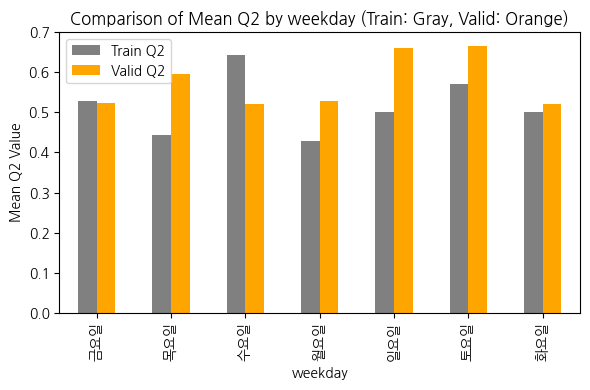 Comparison of Mean Q2 by weekday (Train: Gray, Valid: Orange)
Train Q2
Valid Q2
Mean Q2 Value
0.7
0.6
0.5
0.4
0.3
0.2
0.1
0.0
금요일
목요일
수요일
월요일
일요일
토요일
화요일
weekday